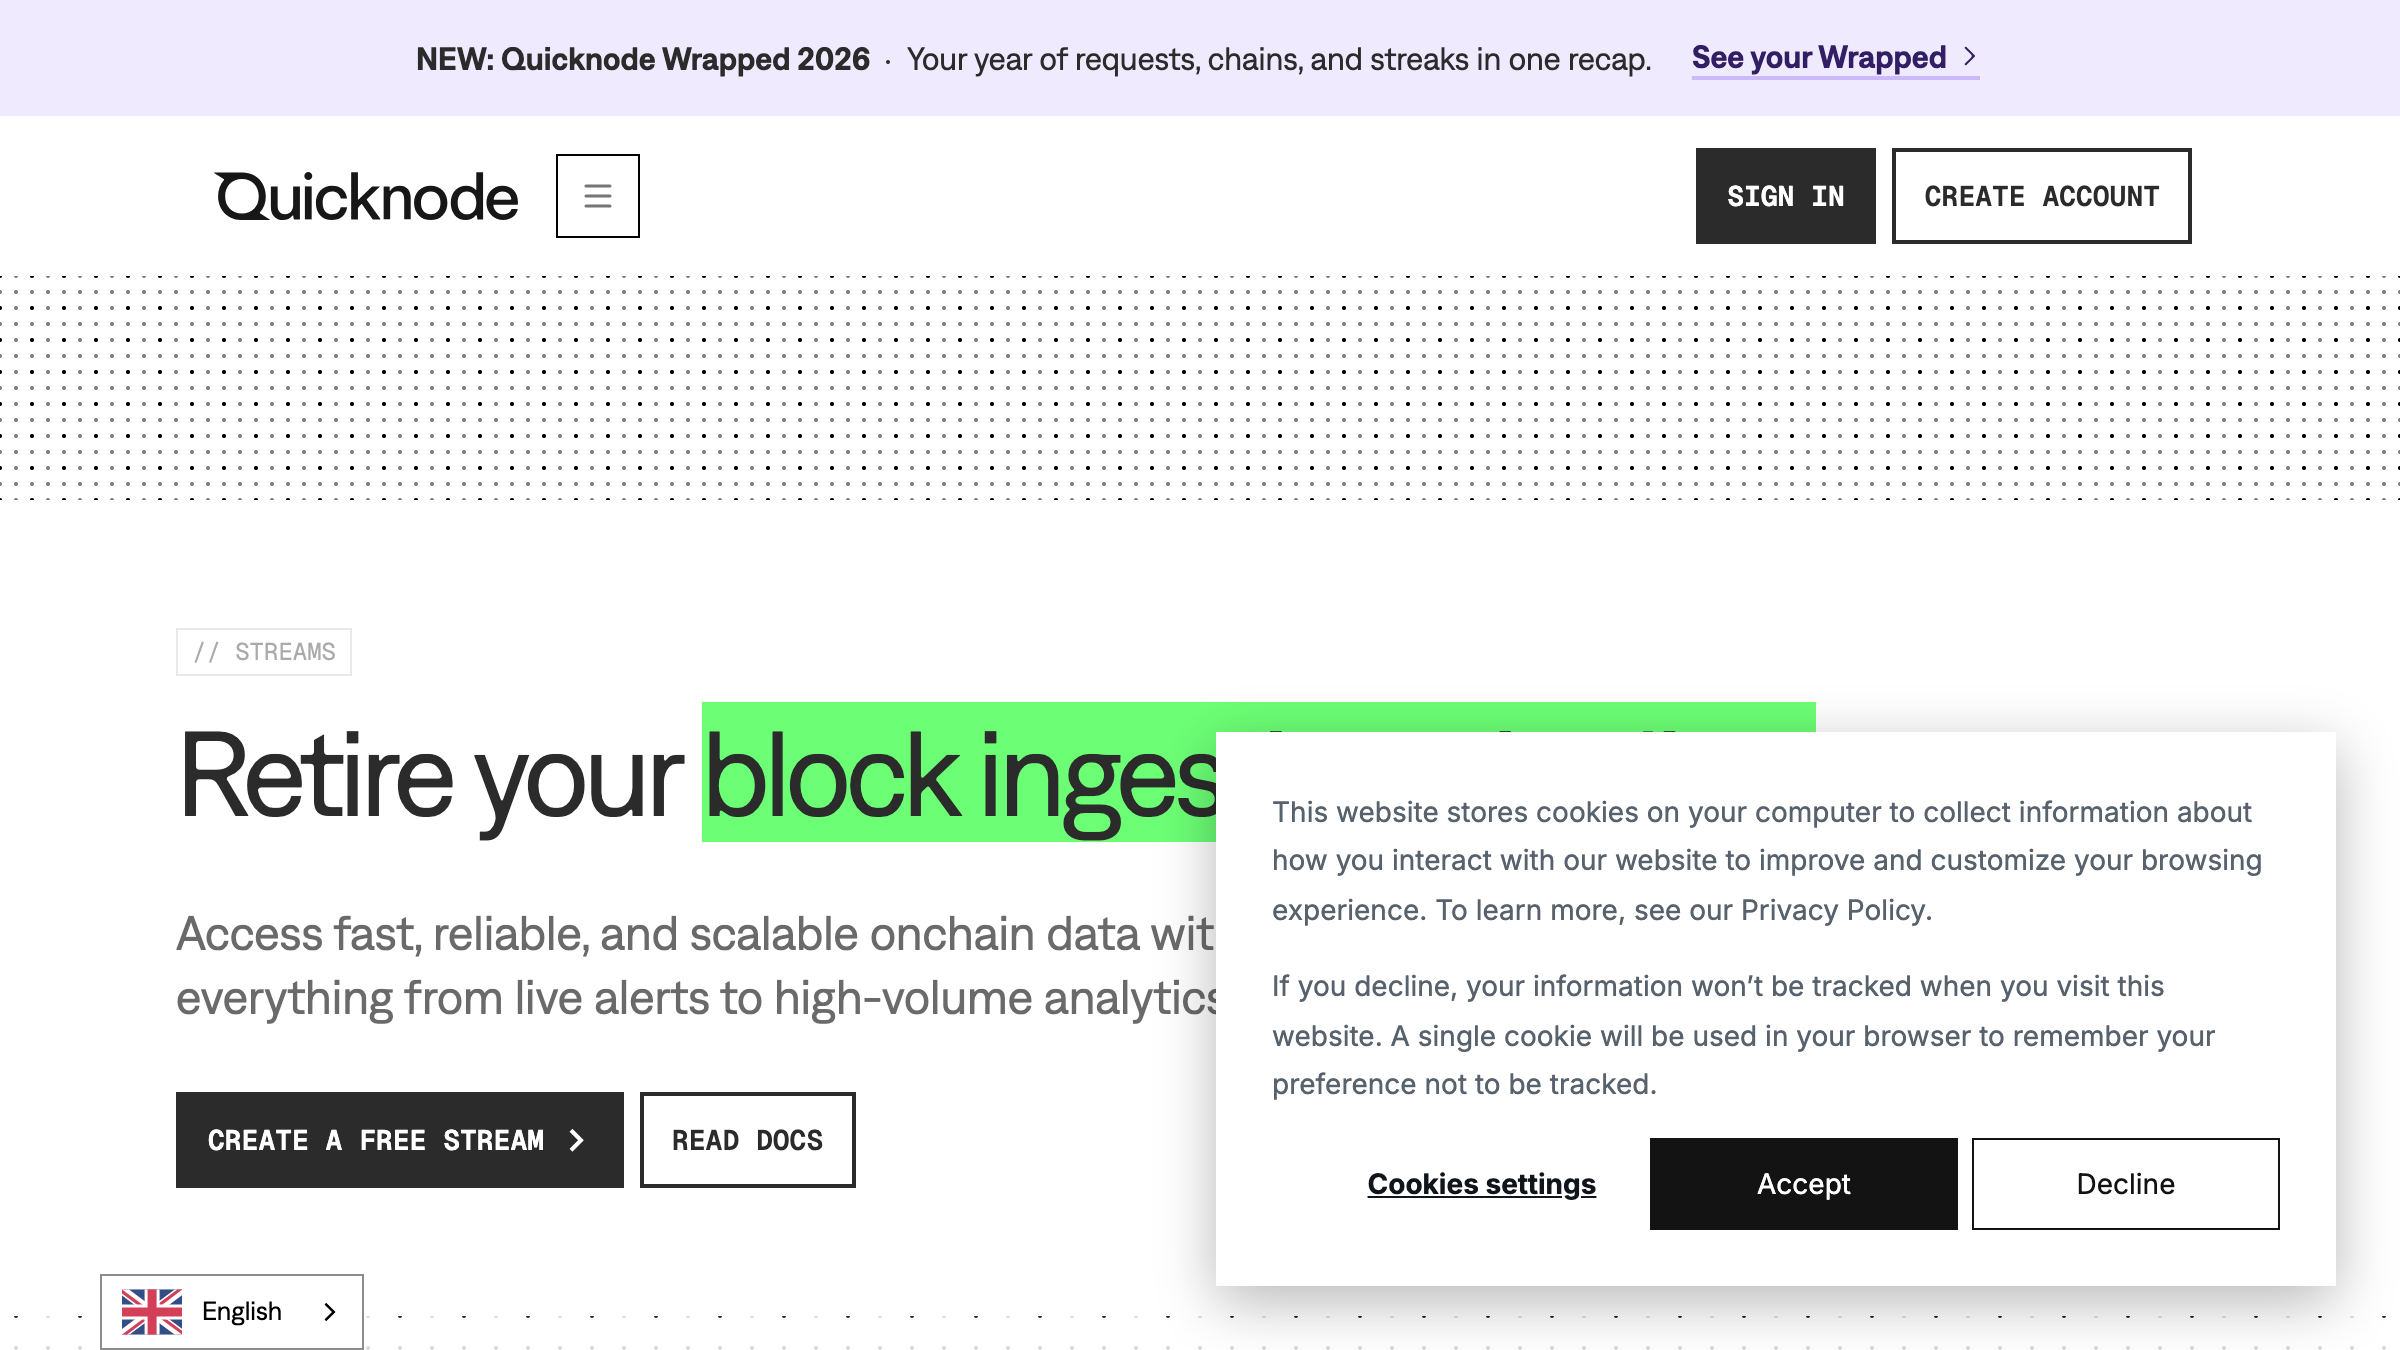 NEW: Quicknode Wrapped 2026 · Your year of requests, chains, and streaks in one recap. See your Wrapped
Quicknode
SIGN IN
CREATE ACCOUNT
// STREAMS
Retire your block
Access fast, reliable, and scalable onchain data
everything from live alerts to high-volume analytics
CREATE A FREE STREAM
READ DOCS
This website stores cookies on your computer to collect information about
how you interact with our website to improve and customize your browsing
experience. To learn more, see our Privacy Policy.
If you decline, your information won’t be tracked when you visit this
website. A single cookie will be used in your browser to remember your
preference not to be tracked.
Cookies settings
Accept
Decline
English